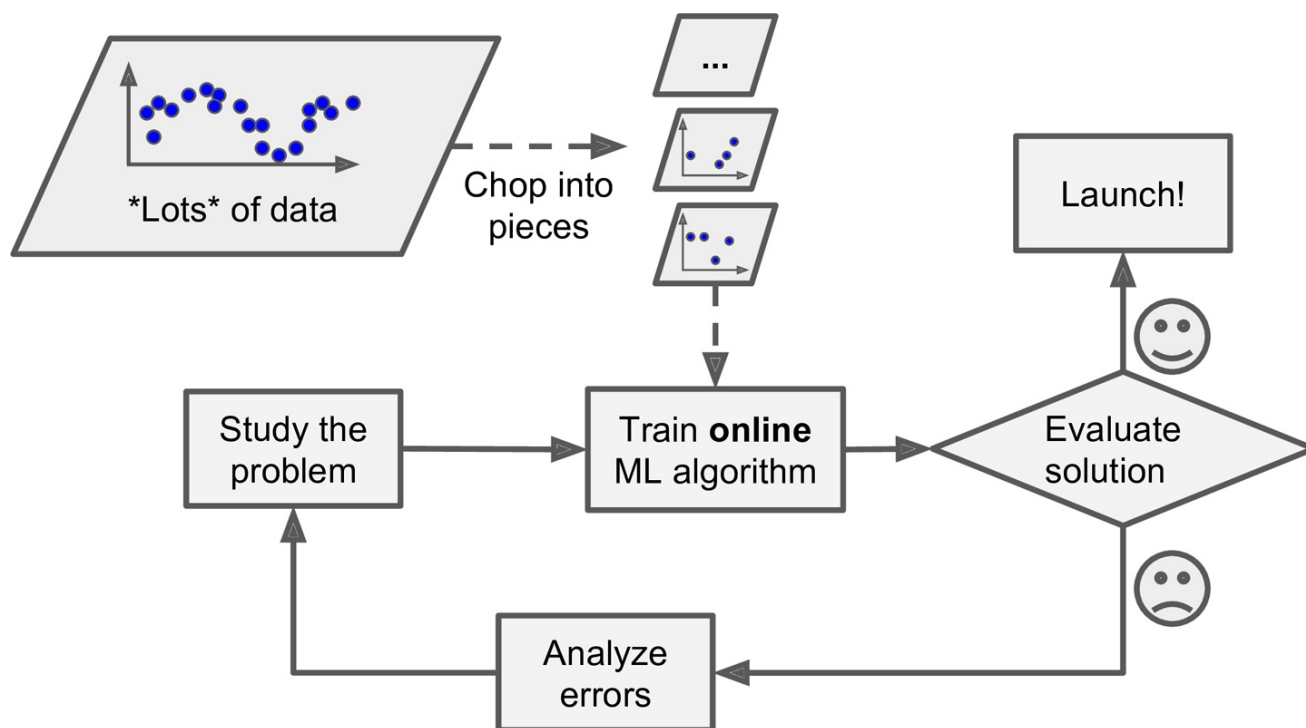 ...
*Lots* of data
Chop into
pieces
Launch!
Study the
problem
Train online
ML algorithm
Evaluate
solution
Analyze
errors